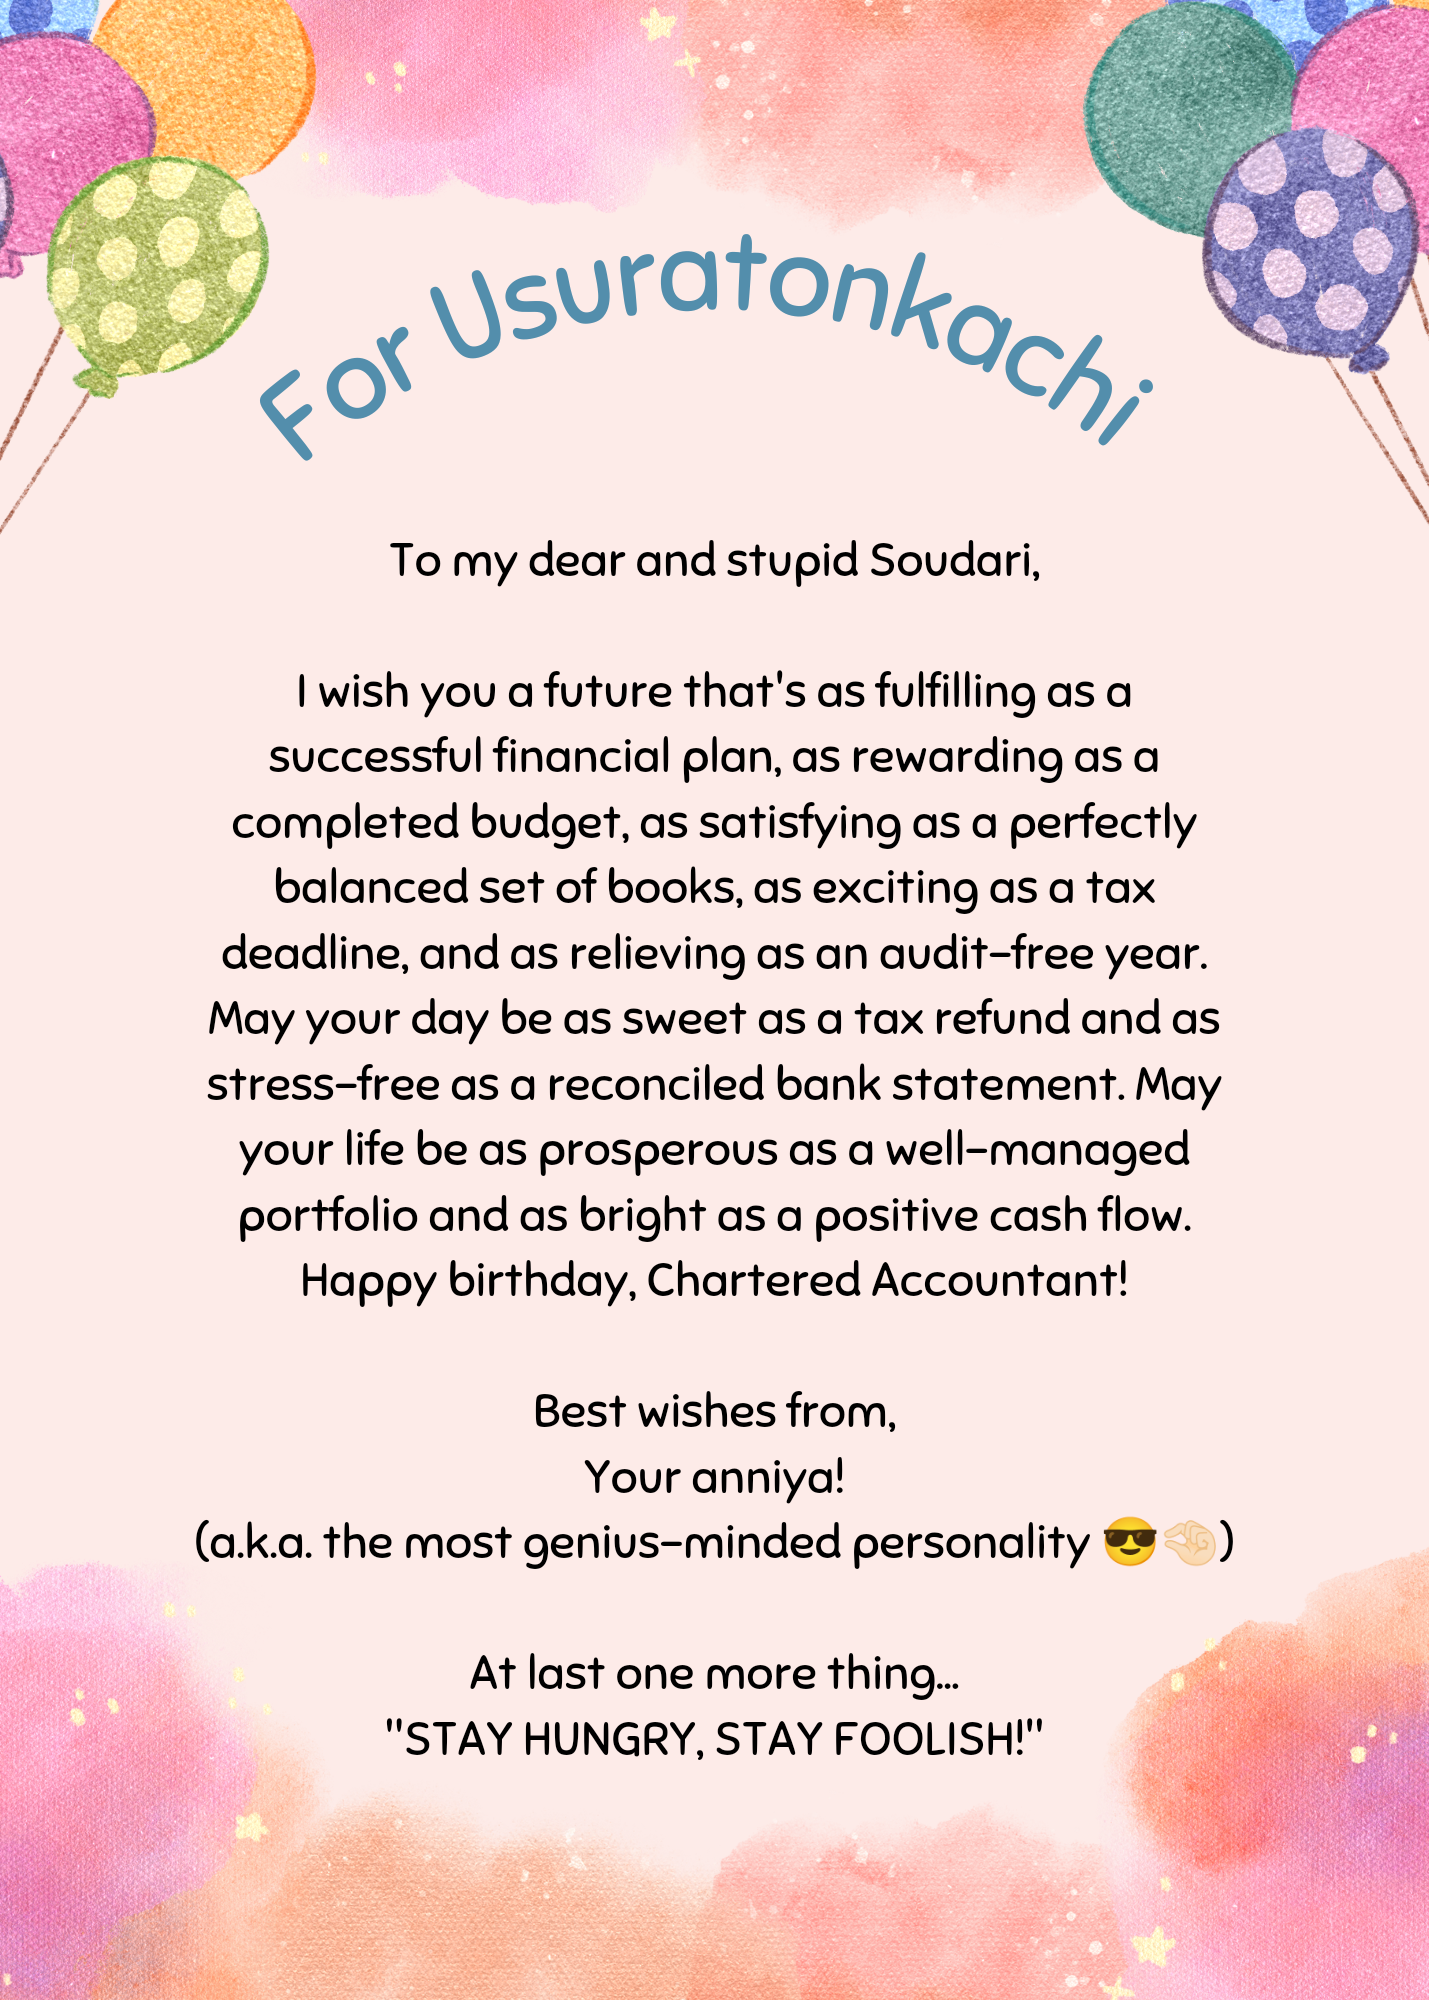 For Usuratonkachi
To my dear and stupid Soudari,
I wish you a future that's as fulfilling as a
successful financial plan, as rewarding as a
completed budget, as satisfying as a perfectly
balanced set of books, as exciting as a tax
deadline, and as relieving as an audit-free year.
May your day be as sweet as a tax refund and as
stress-free as a reconciled bank statement. May
your life be as prosperous as a well-managed
portfolio and as bright as a positive cash flow.
Happy birthday, Chartered Accountant!
Best wishes from,
Your anniya!
(a.k.a. the most genius-minded personality 😎🤏🏻)
At last one more thing...
"STAY HUNGRY, STAY FOOLISH!"